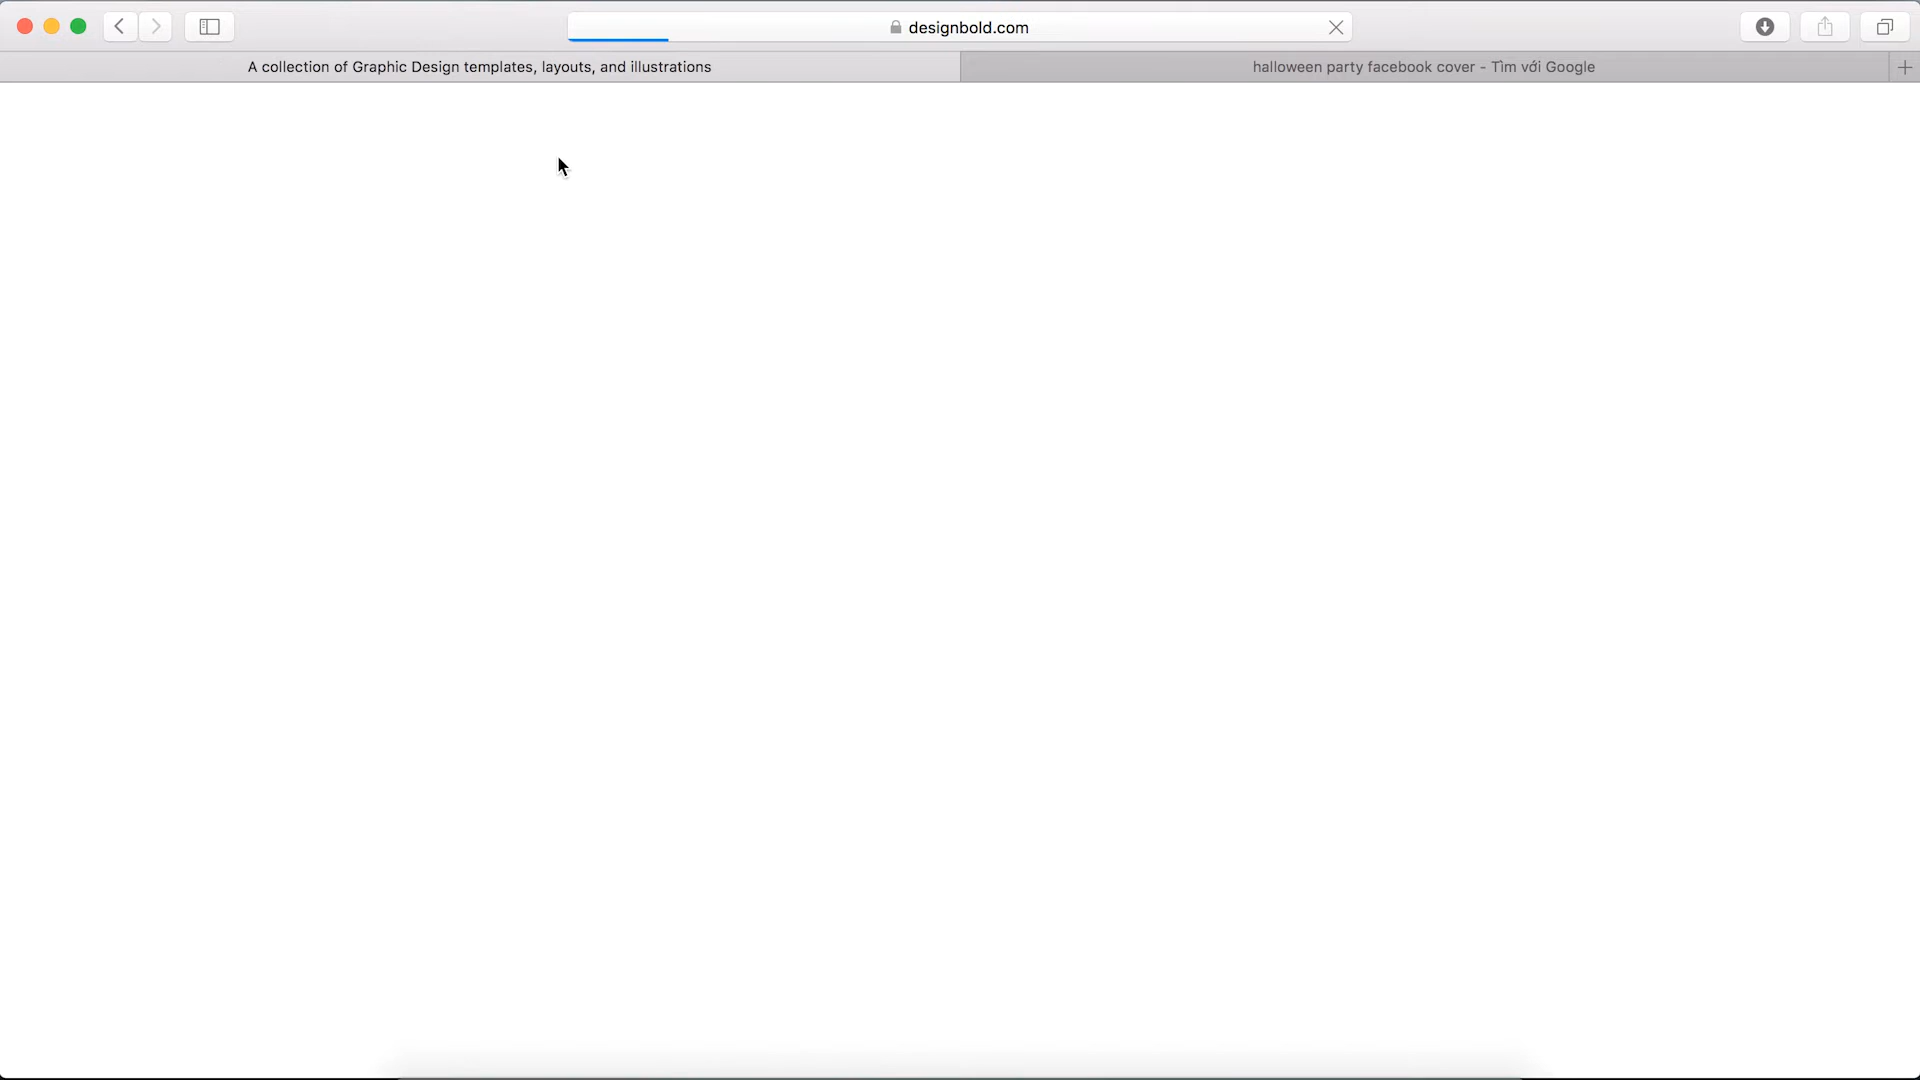 designbold.com
A collection of Graphic Design templates, layouts, and illustrations
halloween party facebook cover - Tìm với Google